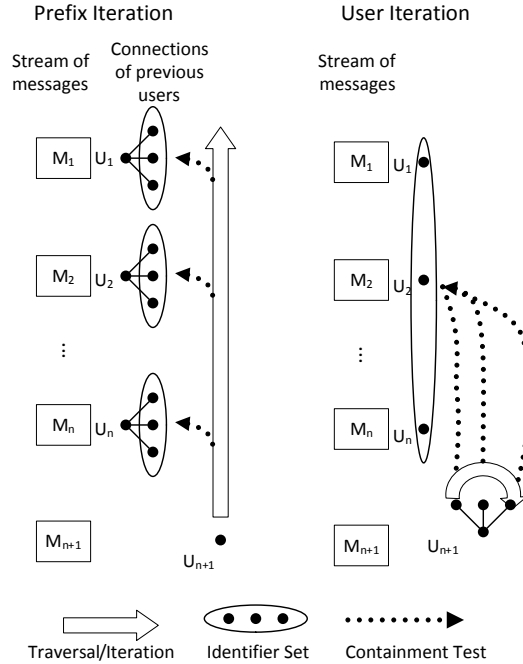 Prefix Iteration
User Iteration
Stream of
messages
Connections
of previous
users
Stream of
messages
M1
U1
M2
U2
...
Mn
Un
Mn+1
Un+1
M1
U1
M2
U2
...
Mn
Un
Mn+1
Un+1
Traversal/Iteration
Identifier Set
Containment Test